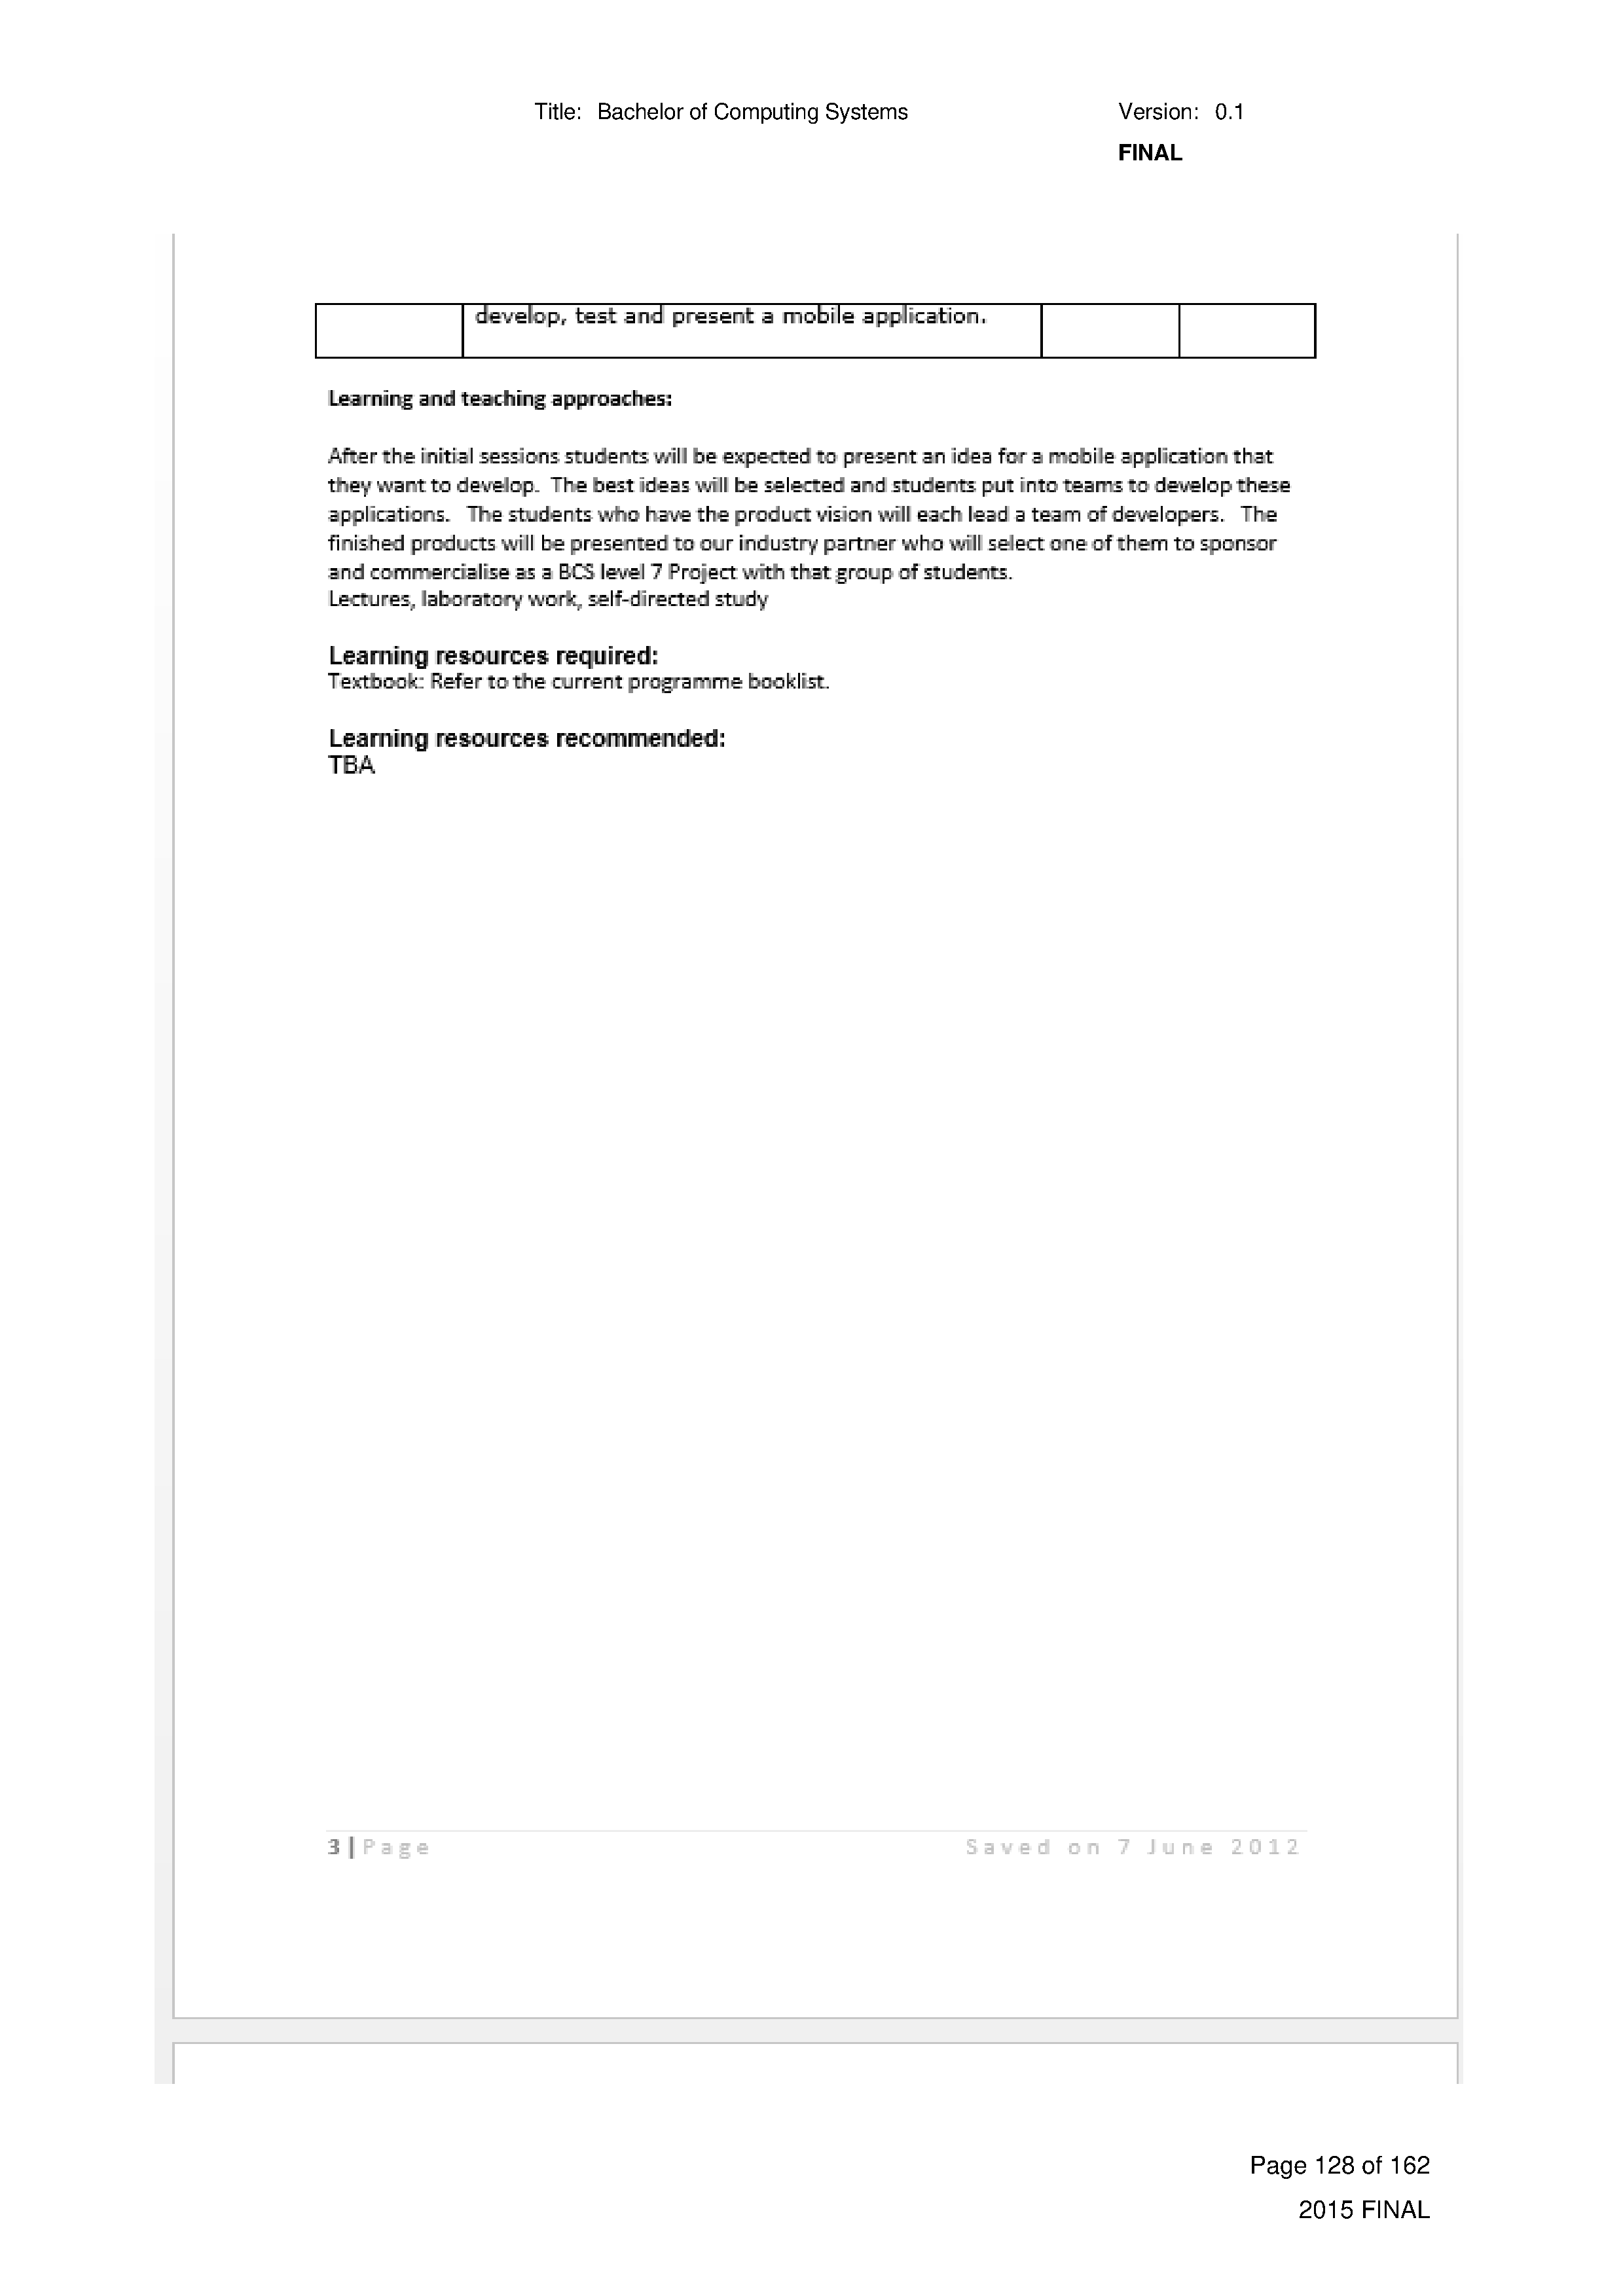 Title: Bachelor of Computing Systems Version: 0.1
FINAL
develop, test and present a mobile application.
Learning and teaching approaches:
After the initial sessions students will be expected to present an idea for a mobile application that
they want to develop. The best ideas will be selected and students put into teams to develop these
applications. The students who have the product vision will each lead a team of developers. The
finished products will be presented to our industry partner who will select one of them to sponsor
and commercialise as a BCS level 7 Project with that group of students.
Lectures, laboratory work, self-directed study
Learning resources required:
Textbook: Refer to the current programme booklist.
Learning resources recommended:
TBA
3 | Page Saved on 7 June 2012
Page 128 of 162
2015 FINAL